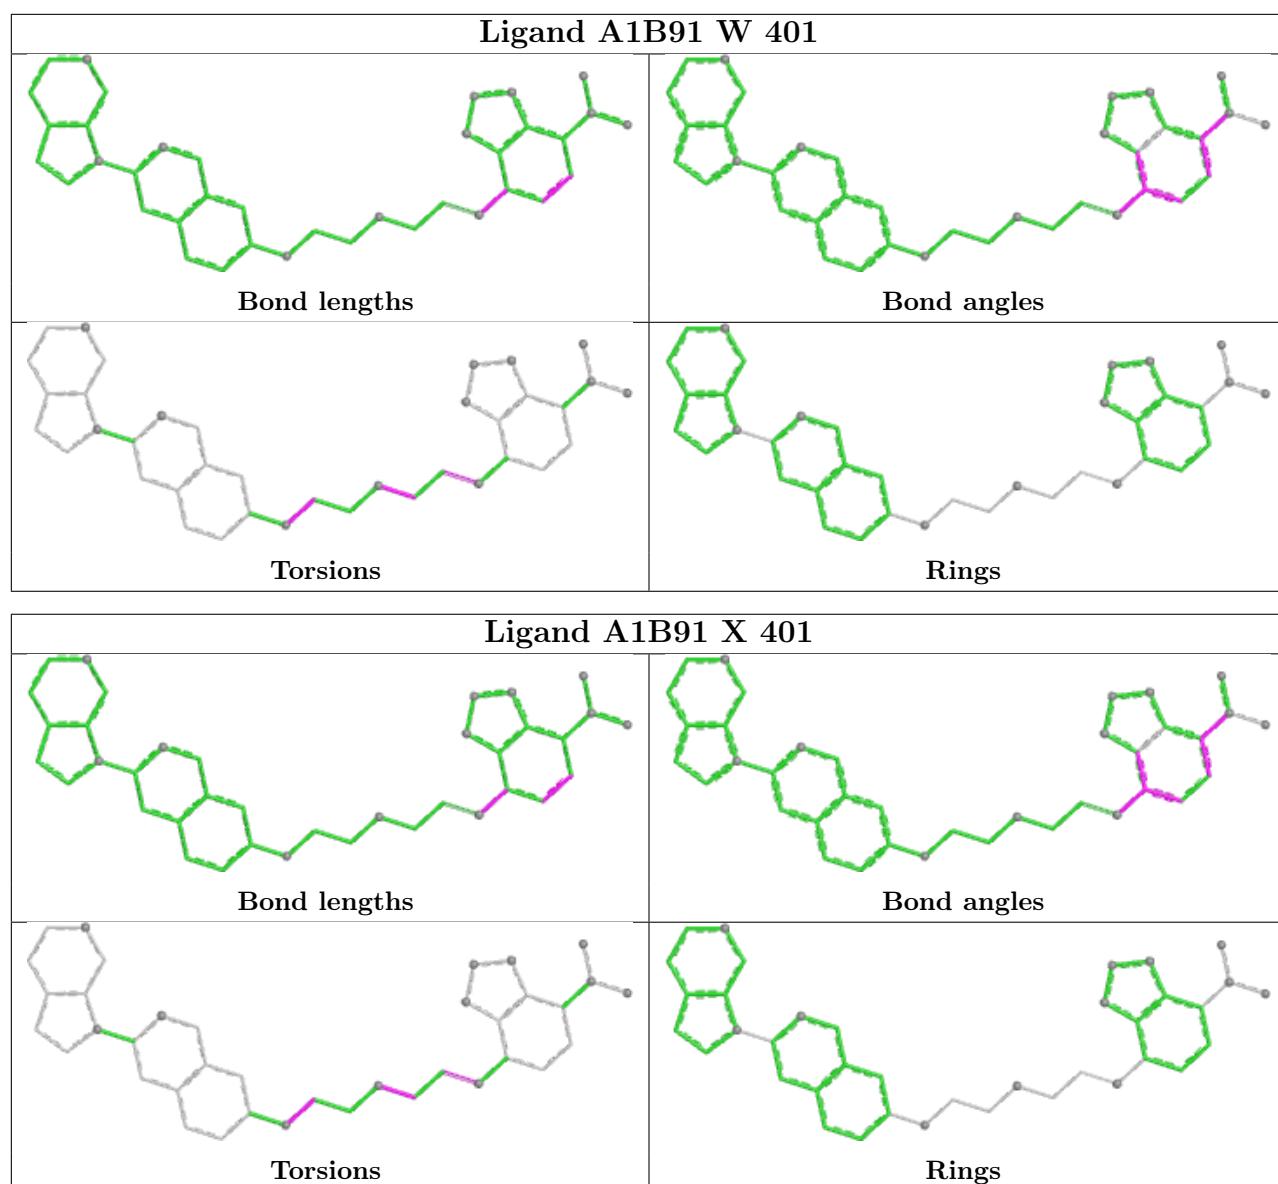 Ligand A1B91 W 401
Bond lengths
Bond angles
Torsions
Rings
Ligand A1B91 X 401
Bond lengths
Bond angles
Torsions
Rings